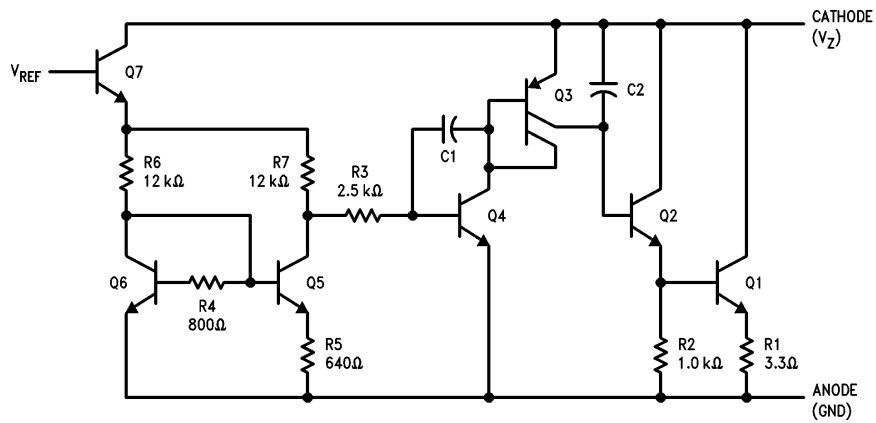 CATHODE
(VZ)
VREF
Q7
Q3
C2
C1
R6
12 kΩ
R7
12 kΩ
R3
2.5 kΩ
Q4
Q2
Q6
R4
800Ω
Q5
Q1
R5
640Ω
R2
1.0 kΩ
R1
3.3Ω
ANODE
(GND)